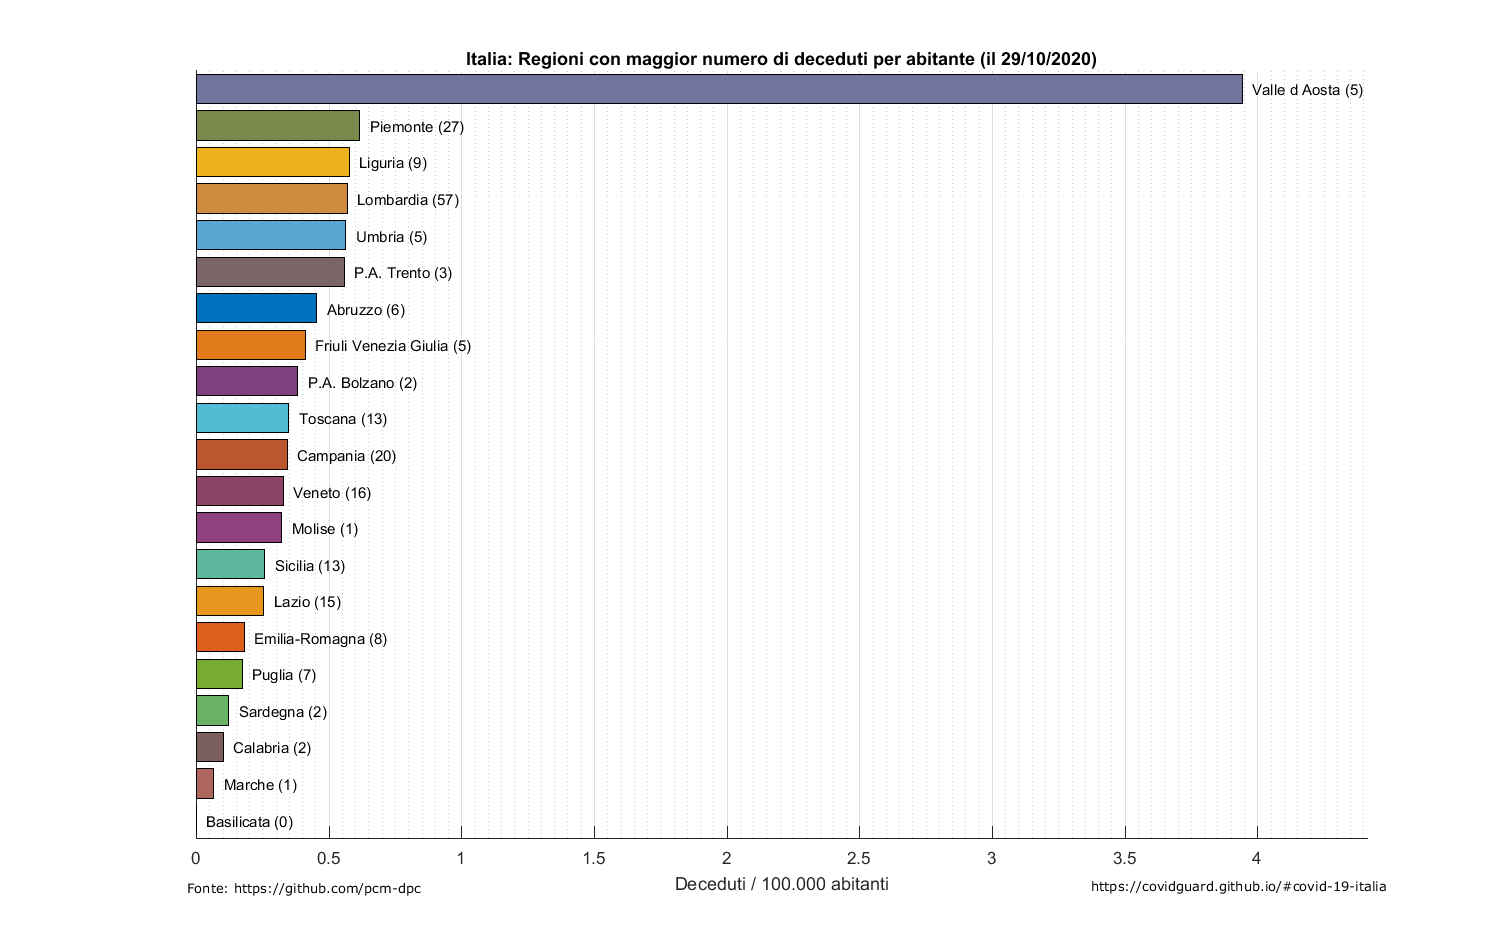 Italia: Regioni con maggior numero di deceduti per abitante (il 29/10/2020)
Valle d Aosta (5)
Piemonte (27)
Liguria (9)
Lombardia (57)
Umbria (5)
P.A. Trento (3)
Abruzzo (6)
Friuli Venezia Giulia (5)
P.A. Bolzano (2)
Toscana (13)
Campania (20)
Veneto (16)
Molise (1)
Sicilia (13)
Lazio (15)
Emilia-Romagna (8)
Puglia (7)
Sardegna (2)
Calabria (2)
Marche (1)
Basilicata (0)
0 0.5 1 1.5 2 2.5 3 3.5 4
Deceduti / 100.000 abitanti
Fonte: https://github.com/pcm-dpc
https://covidguard.github.io/#covid-19-italia